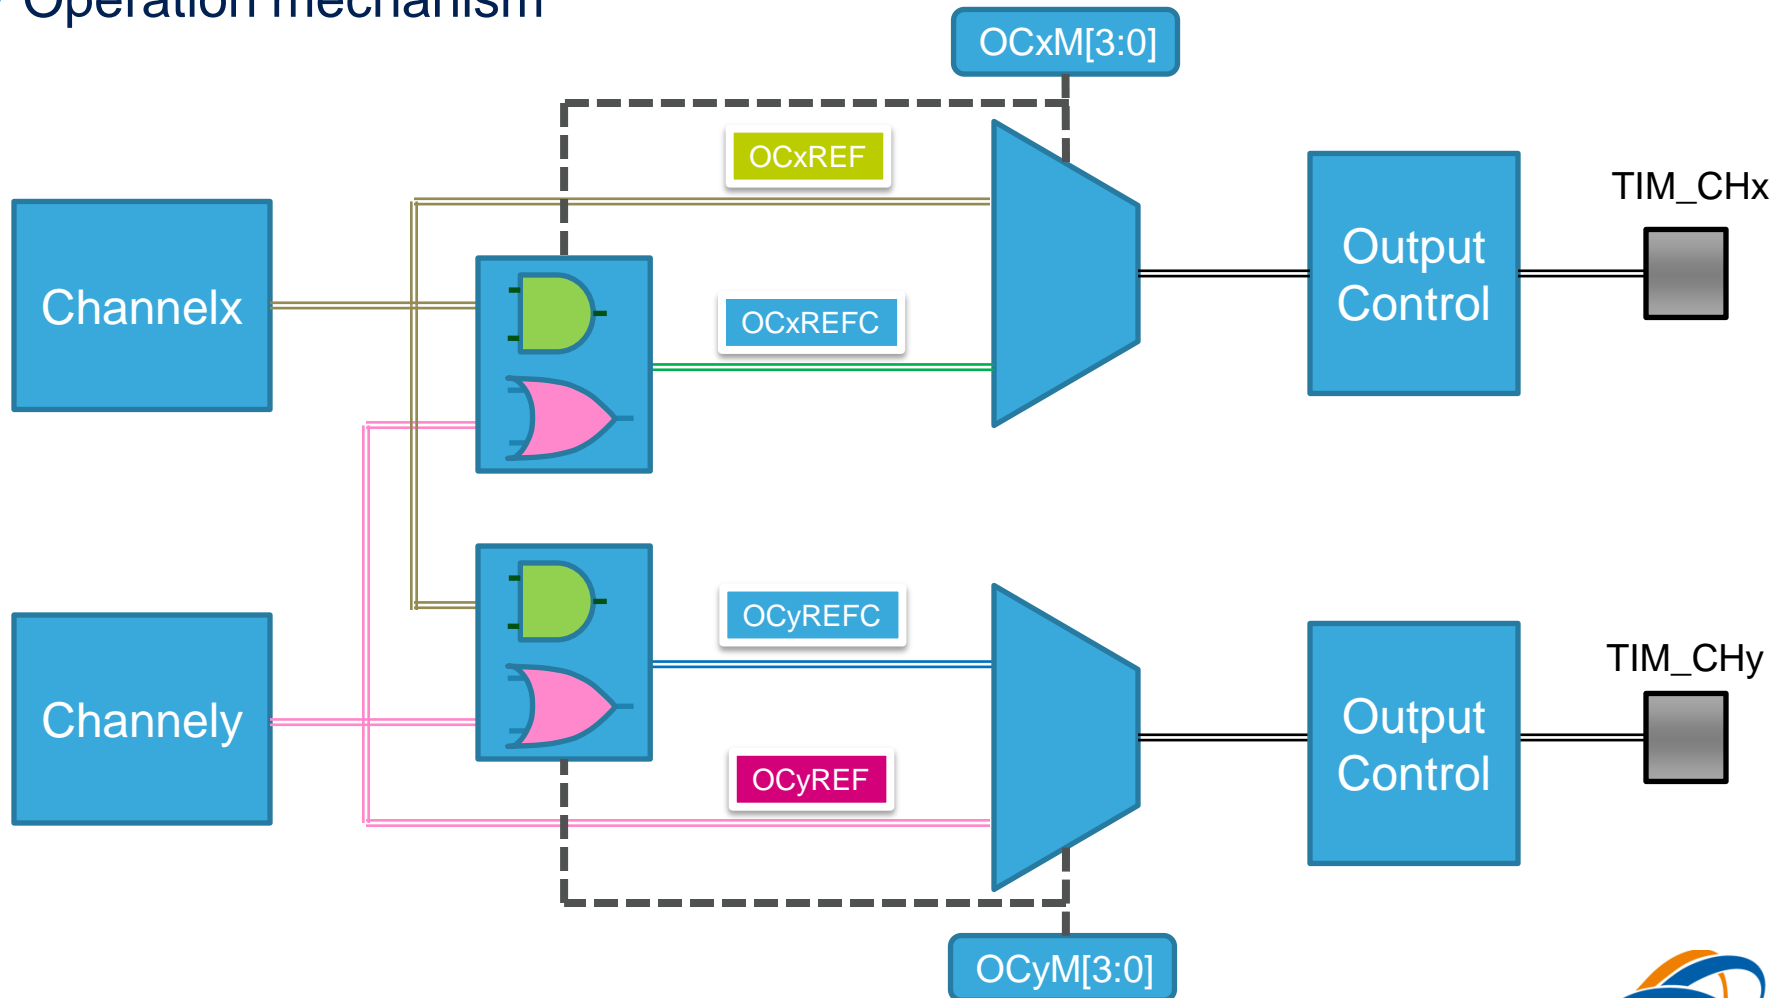 Operation mechanism
OCxM[3:0]
OCxREF
TIM_CHx
Channelx
OCxREFC
Output
Control
OCyREFC
TIM_CHy
Channely
OCyREF
Output
Control
OCyM[3:0]